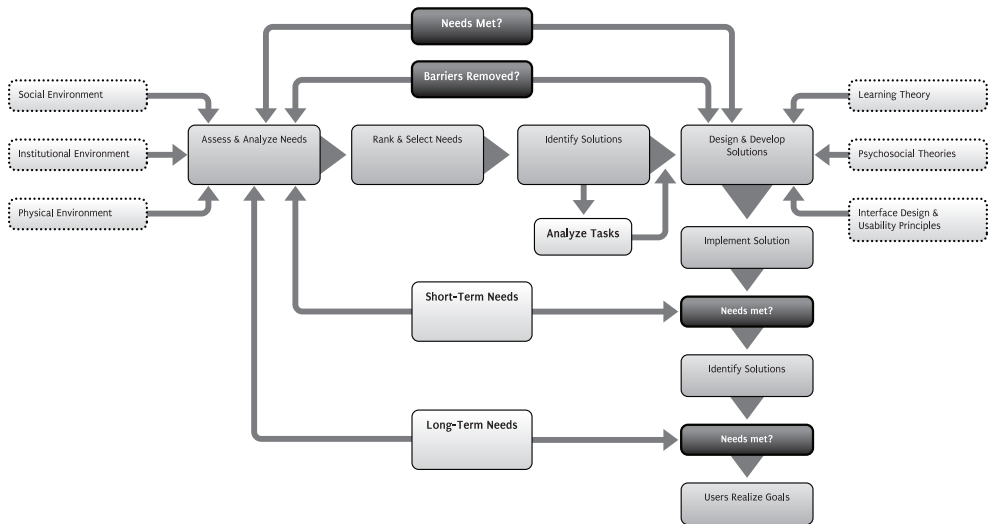 Needs Met?
Barriers Removed?
Social Environment
Institutional Environment
Physical Environment
Assess & Analyze Needs
Rank & Select Needs
Identify Solutions
Design & Develop
Solutions
Learning Theory
Psychosocial Theories
Interface Design &
Usability Principles
Analyze Tasks
Implement Solution
Short-Term Needs
Needs met?
Identify Solutions
Long-Term Needs
Needs met?
Users Realize Goals